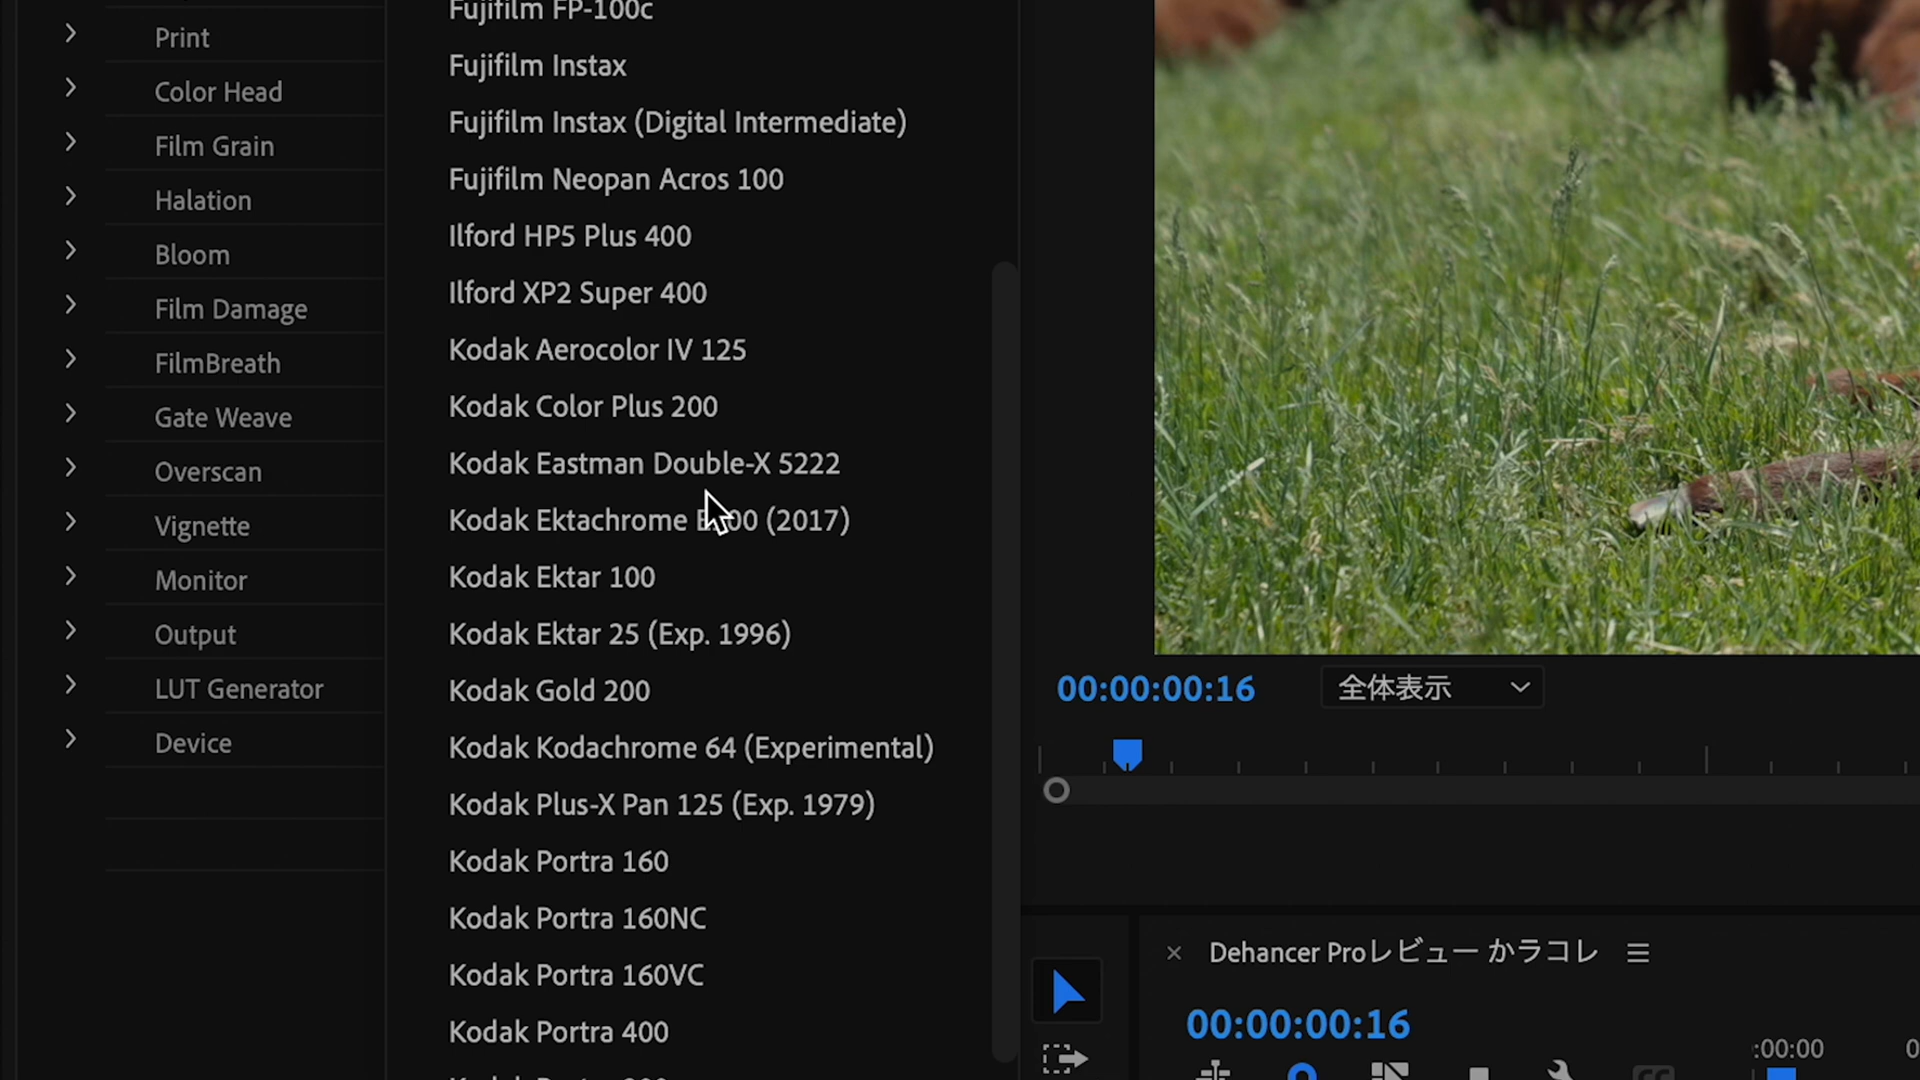 Print
Color Head
Film Grain
Halation
Bloom
Film Damage
FilmBreath
Gate Weave
Overscan
Vignette
Monitor
Output
LUT Generator
Device
Fujifilm FP-100c
Fujifilm Instax
Fujifilm Instax (Digital Intermediate)
Fujifilm Neopan Acros 100
Ilford HP5 Plus 400
Ilford XP2 Super 400
Kodak Aerocolor IV 125
Kodak Color Plus 200
Kodak Eastman Double-X 5222
Kodak Ektachrome (2017)
Kodak Ektar 100
Kodak Ektar 25 (Exp. 1996)
Kodak Gold 200
Kodak Kodachrome 64 (Experimental)
Kodak Plus-X Pan 125 (Exp. 1979)
Kodak Portra 160
Kodak Portra 160NC
Kodak Portra 160VC
Kodak Portra 400
00:00:00:16
全体表示
Dehancer Proレビュー かラコレ
00:00:00:16
:00:00